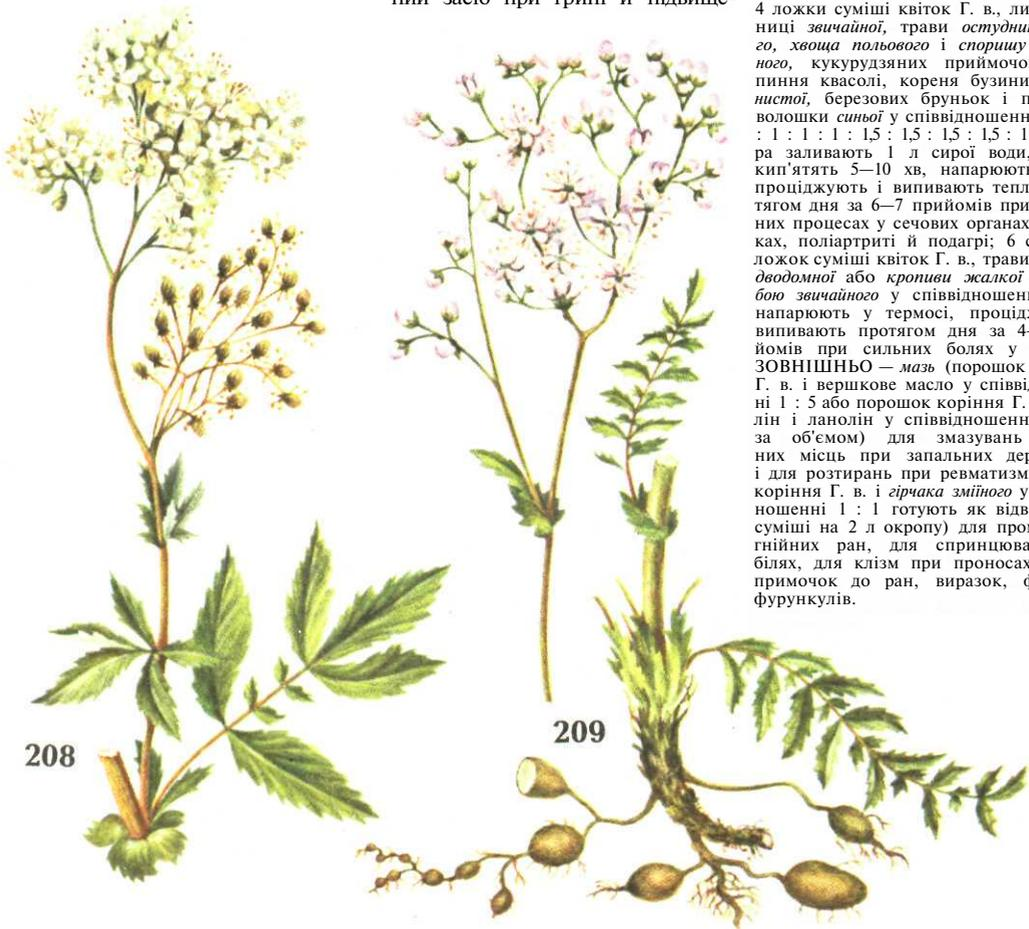 ний засіб при грипі й підвище-
4 ложки суміші квіток Г. в., ли
ниці звичайної, трави остудни
го, хвоща польового і споришу
ного, кукурудзяних приймочо
пиння квасолі, кореня бузини
нистої, березових бруньок і п
волошки синьої у співвідношенн
: 1 : 1 : 1 : 1,5 : 1,5 : 1,5 : 1,5 : 1
ра заливають 1 л сирої води,
кип'ятять 5—10 хв, напарюють
проціджують і випивають тепл
тягом дня за 6—7 прийомів при
них процесах у сечових органах
ках, поліартриті й подагрі; 6 с
ложок суміші квіток Г. в., трави
дводомної або кропиви жалкої
бою звичайного у співвідношенн
напарюють у термосі, процідж
випивають протягом дня за 4-
йомів при сильних болях у
ЗОВНІШНЬО — мазь (порошок
Г. в. і вершкове масло у співвід
ні 1 : 5 або порошок коріння Г.
лін і ланолін у співвідношенн
за об'ємом) для змазувань
них місць при запальних дер
і для розтирань при ревматизм
коріння Г. в. і гірчака зміїного у
ношенні 1 : 1 готують як відв
суміші на 2 л окропу) для пром
гнійних ран, для спринцюва
білях, для клізм при проносах
примочок до ран, виразок, ф
фурункулів.
208
209